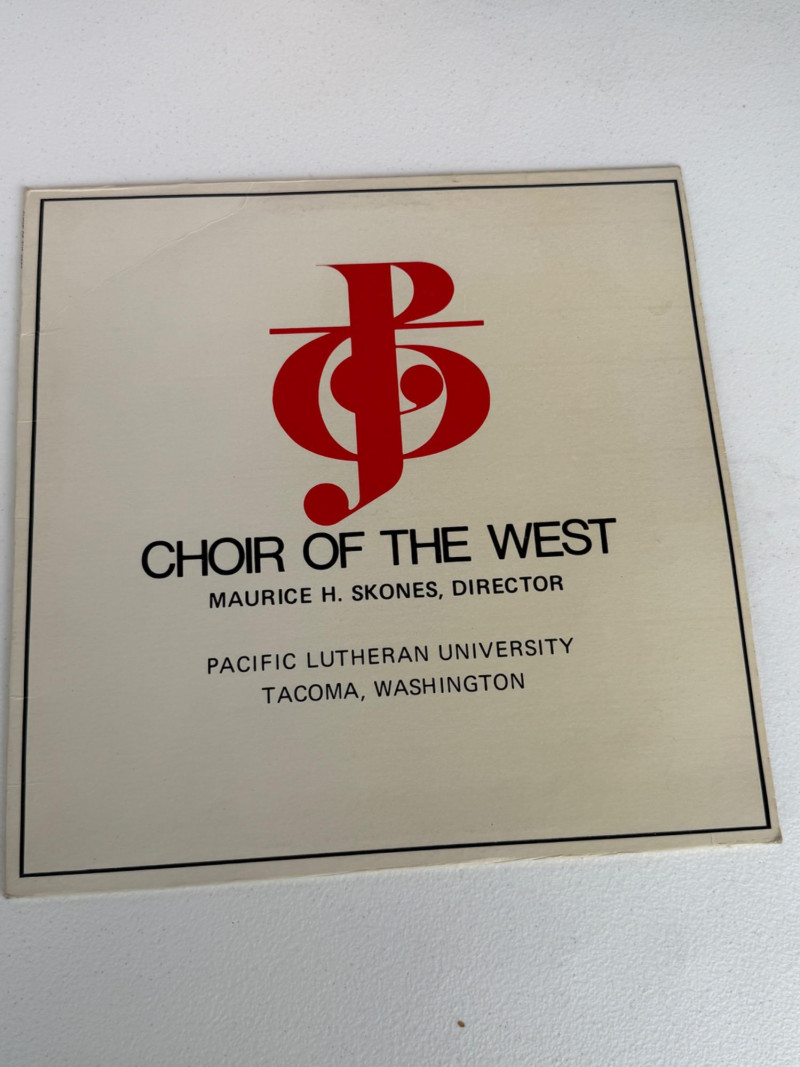 CHOIR OF THE WEST
MAURICE H. SKONES, DIRECTOR
PACIFIC LUTHERAN UNIVERSITY
TACOMA, WASHINGTON